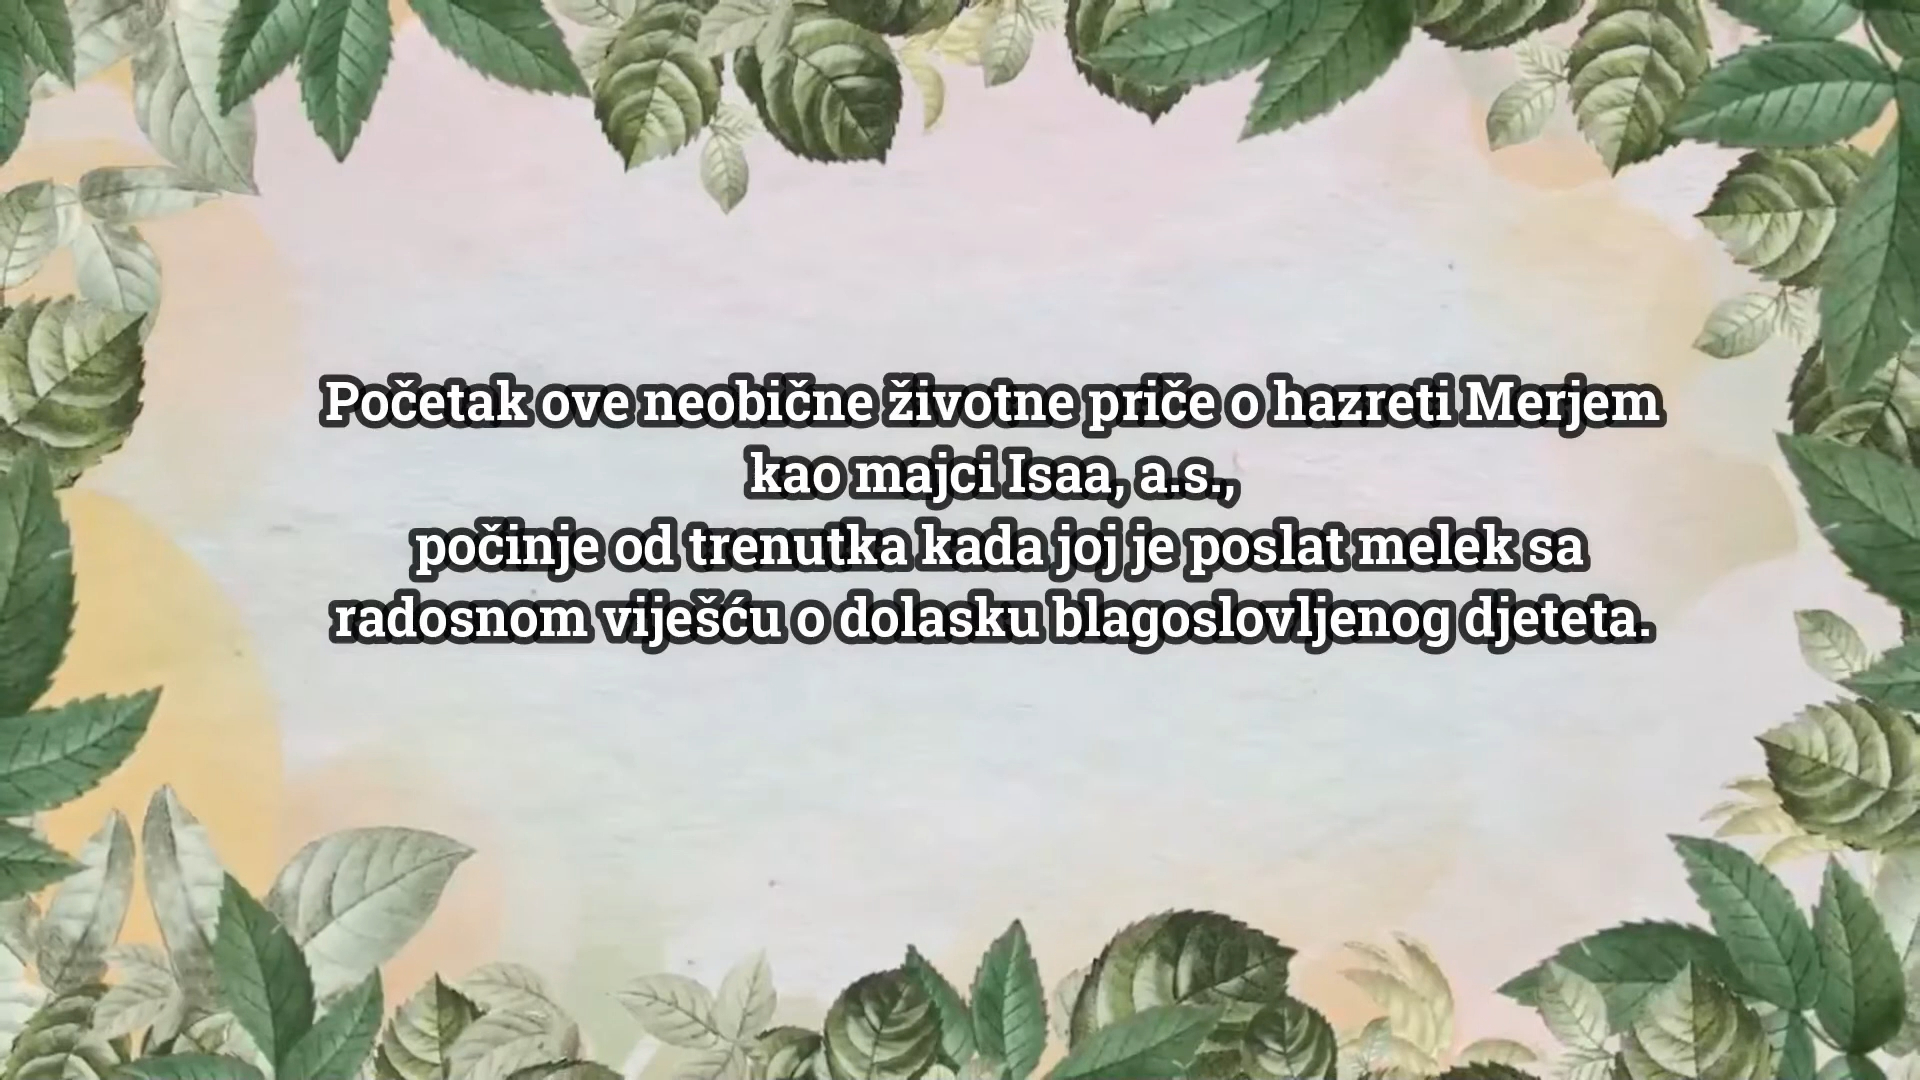 Početak ove neobične životne priče o hazreti Merjem
kao majci Isaa, a.s.,
počinje od trenutka kada joj je poslat melek sa
radosnom viješću o dolasku blagoslovljenog djeteta.